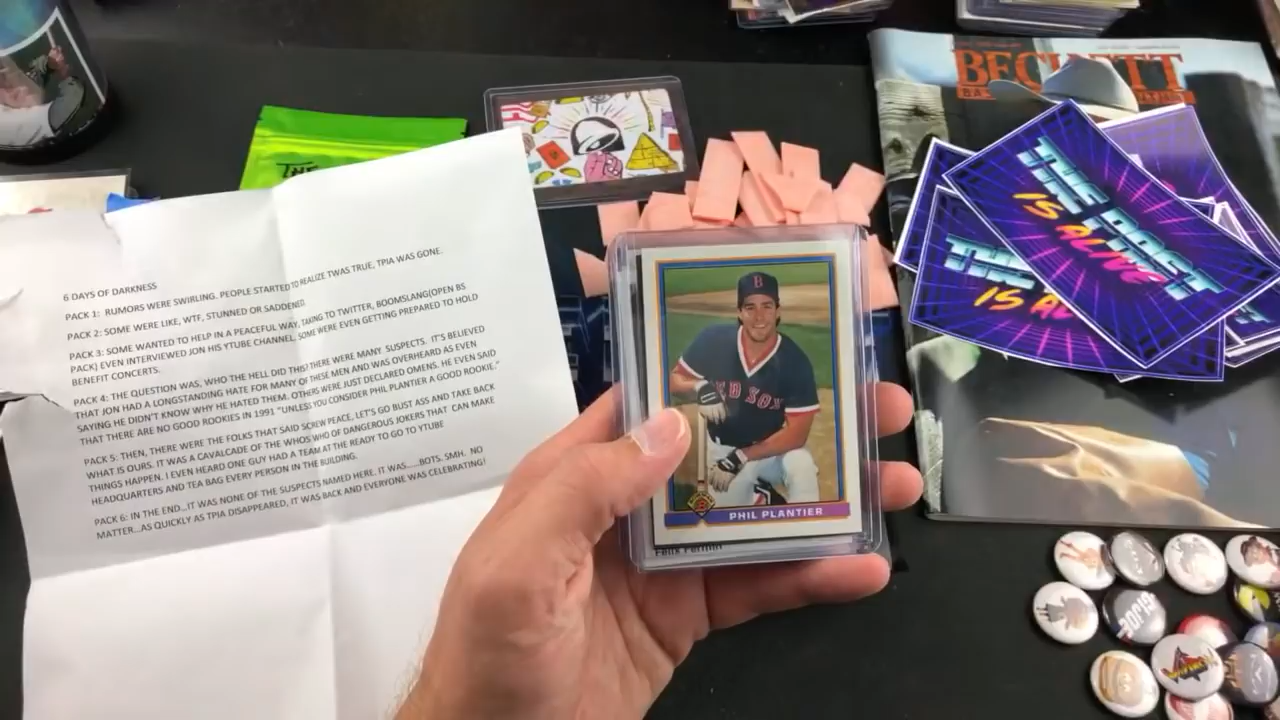 BECKETT
THE PAST
IS ALIVE
THE
IS AL
THE
6 DAYS OF DARKNESS
PACK 1: RUMORS WERE SWIRLING. PEOPLE STARTED TO REALIZE TWAS TRUE, TPIA WAS GONE.
PACK 2: SOME WERE LIKE, WTF, STUNNED OR SADDENED
PACK 3: SOME WANTED TO HELP IN A PEACEFUL WAY, TAKING TO TWITTER, BOOMSLANG(OPEN BS
PACK) EVEN INTERVIEWED JON HIS YTUBE CHANNEL, SOME WERE EVEN GETTING PREPARED TO HOLD
BENEFIT CONCERTS.
PACK 4: THE QUESTION WAS, WHO THE HELL DID THIS? THERE WERE MANY SUSPECTS. IT'S BELIEVED
THAT JON HAD A LONGSTANDING HATE FOR MANY OF THESE MEN AND WAS OVERHEARD AS EVEN
SAYING HE DIDN'T KNOW WHY HE HATED THEM. OTHERS WERE JUST DECLARED OMENS. HE EVEN SAID
THAT THERE ARE NO GOOD ROOKIES IN 1991 "UNLESS YOU CONSIDER PHIL PLANTIER A GOOD ROOKIE."
PACK 5: THEN, THERE WERE THE FOLKS THAT SAID SCREW PEACE, LET'S GO BUST ASS AND TAKE BACK
WHAT IS OURS. IT WAS A CAVALCADE OF THE WHOS WHO OF DANGEROUS JOKERS THAT CAN MAKE
THINGS HAPPEN. I EVEN HEARD ONE GUY HAD A TEAM AT THE READY TO GO TO YTUBE
HEADQUARTERS AND TEA BAG EVERY PERSON IN THE BUILDING.
PACK 6: IN THE END...IT WAS NONE OF THE SUSPECTS NAMED HERE. IT WAS.....BOTS. SMH. NO
MATTER...AS QUICKLY AS TPIA DISAPPEARED, IT WAS BACK AND EVERYONE WAS CELEBRATING!
B
RED SOX
PHIL PLANTIER
Felix Fermin
GI JOE